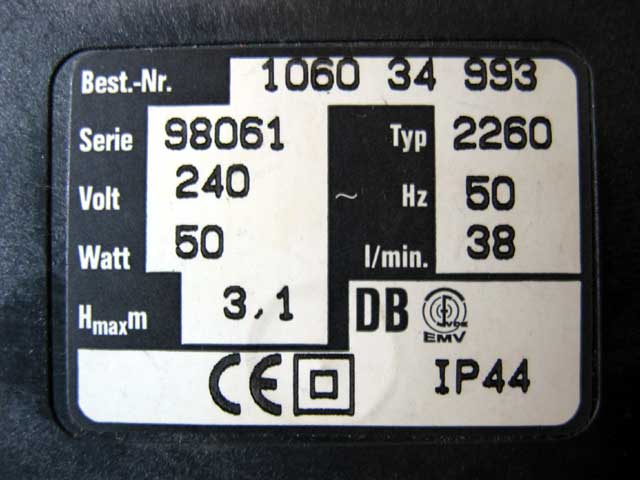 Best.-Nr. 1060 34 993
Serie 98061 Typ 2260
Volt 240 ~ Hz 50
Watt 50 l/min. 38
Hmaxm 3,1 DB VDE
EMV
CE IP44